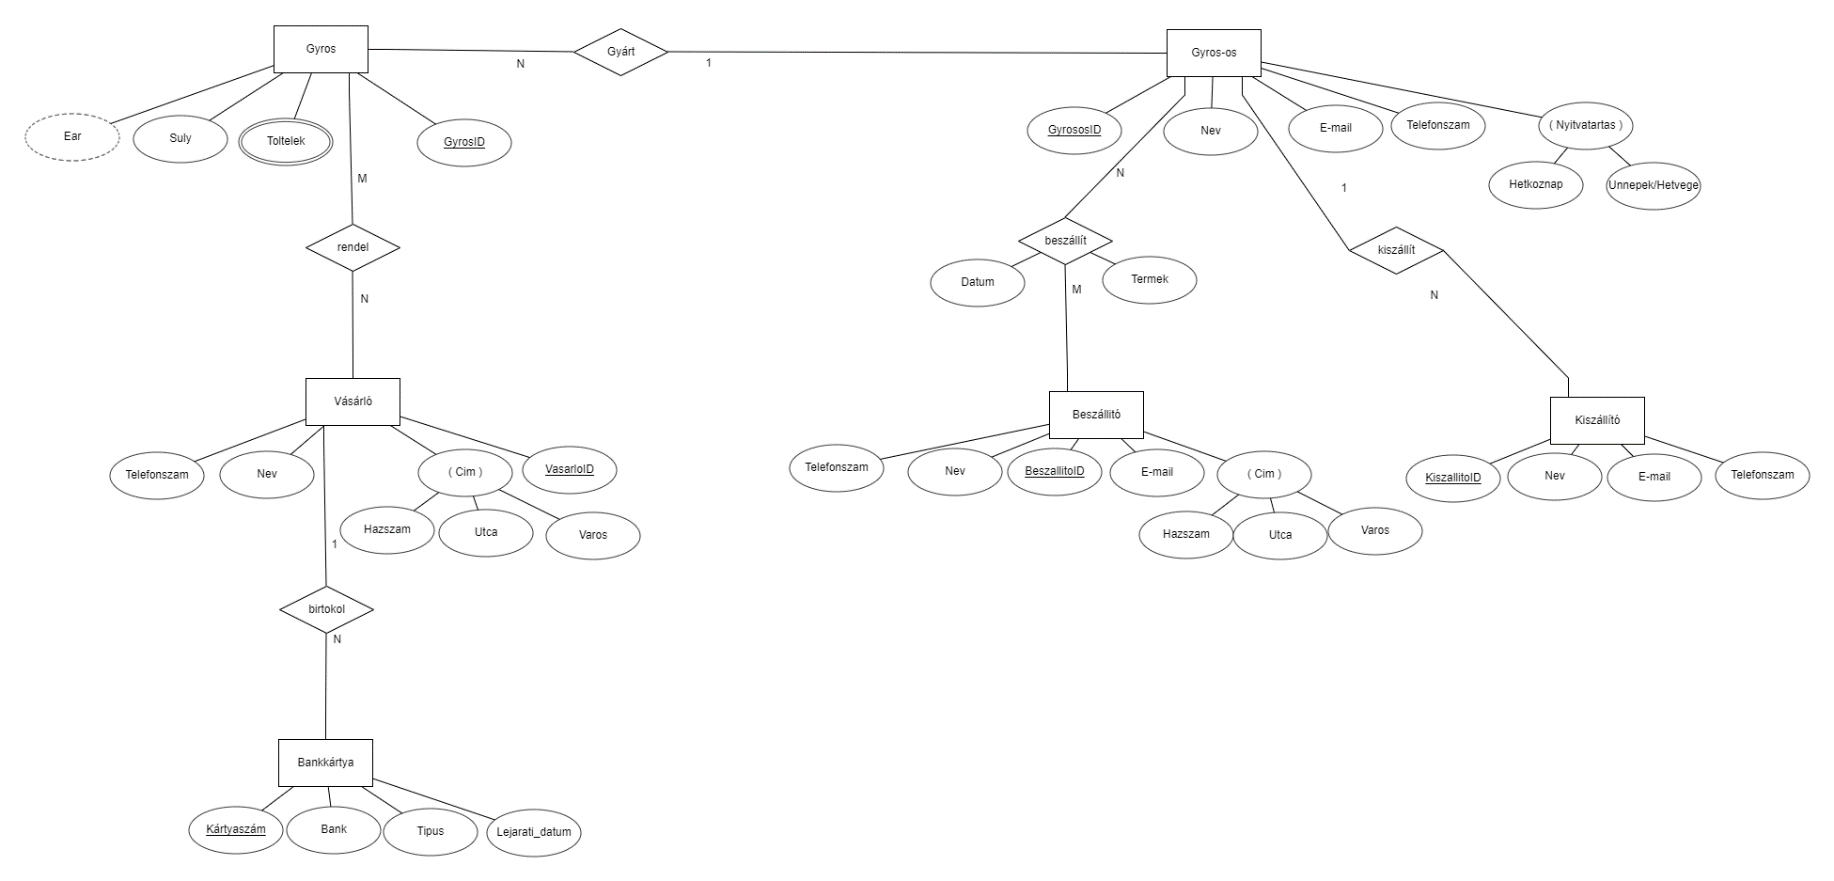 Gyros
Gyárt
Gyros-os
N
1
Ear
Suly
Toltelek
GyrosID
GyrososID
Nev
E-mail
Telefonszam
( Nyitvatartas )
Hetkoznap
Unnepek/Hetvege
M
N
1
rendel
beszállít
kiszállít
Datum
Termek
N
M
N
Vásárló
Beszállitó
Kiszállító
Telefonszam
Nev
( Cim )
VasarloID
Hazszam
Utca
Varos
Telefonszam
Nev
BeszallitoID
E-mail
( Cim )
Hazszam
Utca
Varos
KiszallitoID
Nev
E-mail
Telefonszam
1
birtokol
N
Bankkártya
Kártyaszám
Bank
Tipus
Lejarati_datum